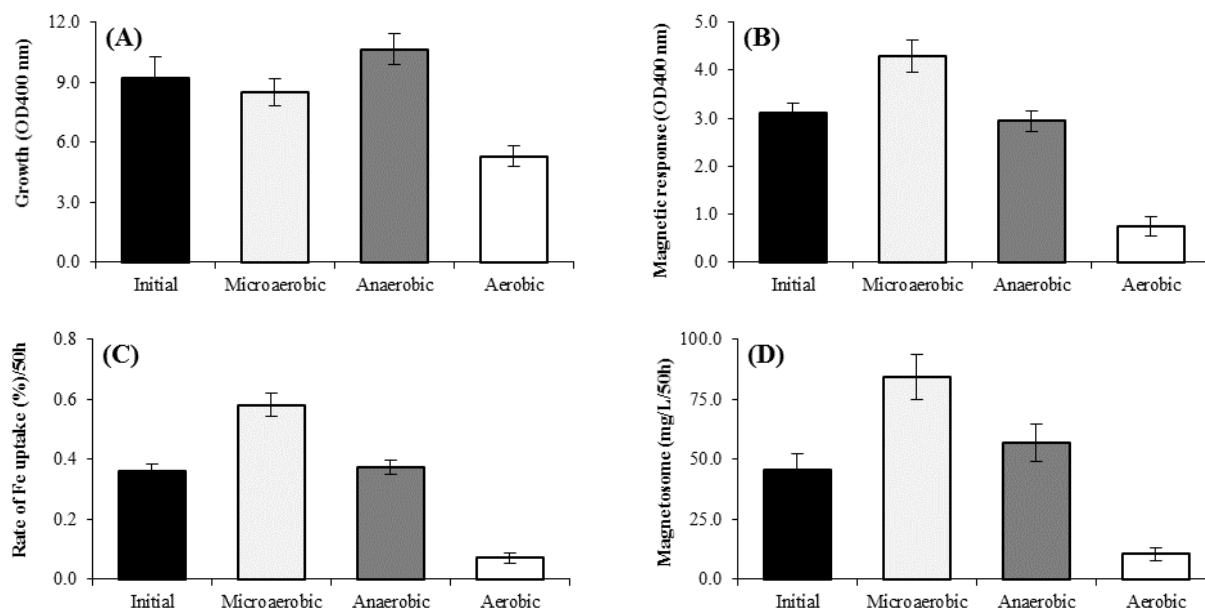 (A)
Growth (OD400 nm)
12.0
9.0
6.0
3.0
0.0
Initial Microaerobic Anaerobic Aerobic
(B)
Magnetic response (OD400 nm)
5.0
4.0
3.0
2.0
1.0
0.0
Initial Microaerobic Anaerobic Aerobic
(C)
Rate of Fe uptake (%)/50h
0.8
0.6
0.4
0.2
0.0
Initial Microaerobic Anaerobic Aerobic
(D)
Magnetosome (mg/L/50h)
100.0
75.0
50.0
25.0
0.0
Initial Microaerobic Anaerobic Aerobic